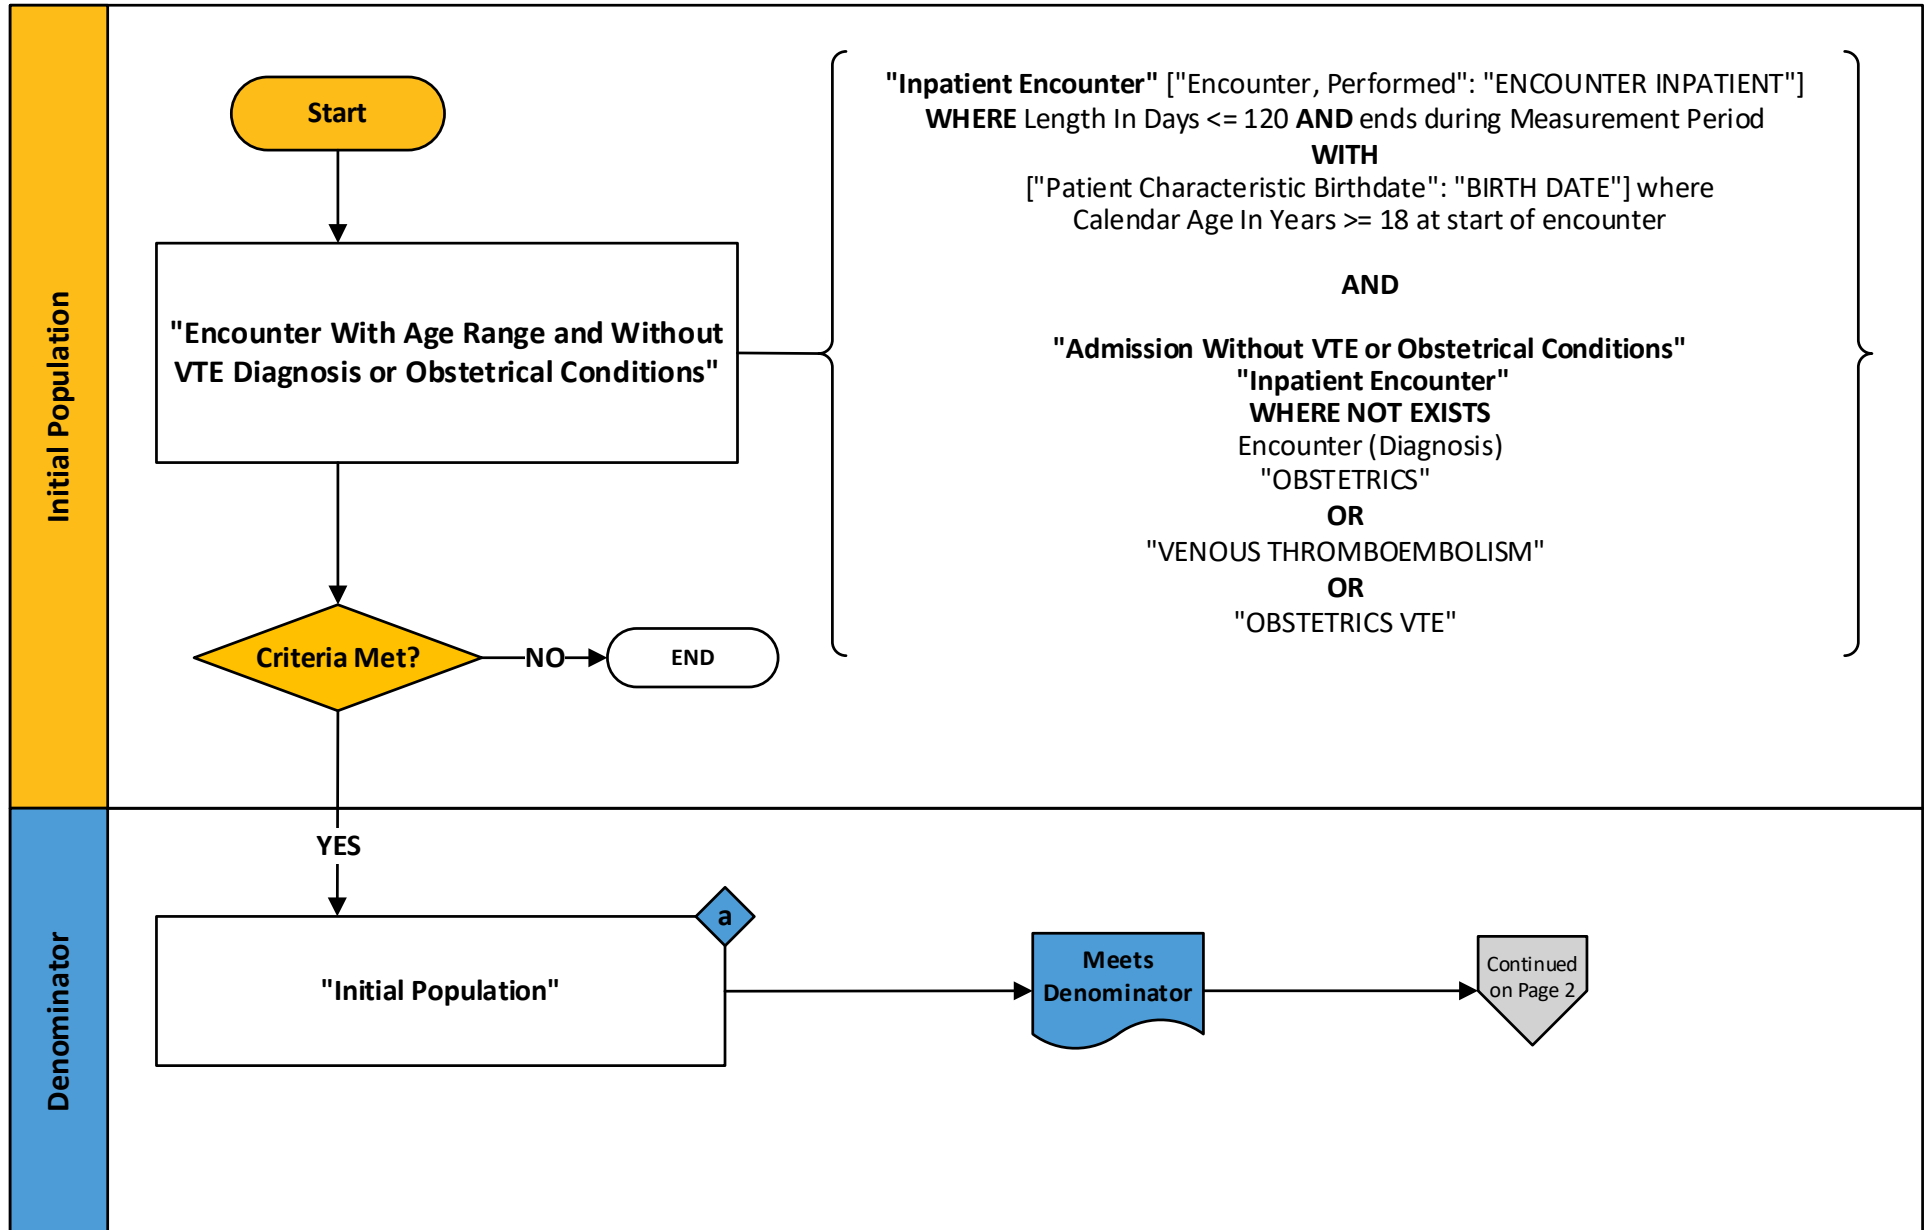 Initial Population
Start
"Encounter With Age Range and Without
VTE Diagnosis or Obstetrical Conditions"
"Inpatient Encounter" ["Encounter, Performed": "ENCOUNTER INPATIENT"]
WHERE Length In Days <= 120 AND ends during Measurement Period
WITH
["Patient Characteristic Birthdate": "BIRTH DATE"] where
Calendar Age In Years >= 18 at start of encounter
AND
"Admission Without VTE or Obstetrical Conditions"
"Inpatient Encounter"
WHERE NOT EXISTS
Encounter (Diagnosis)
"OBSTETRICS"
OR
"VENOUS THROMBOEMBOLISM"
OR
"OBSTETRICS VTE"
Criteria Met?
NO
END
YES
Denominator
"Initial Population"
a
Meets
Denominator
Continued
on Page 2